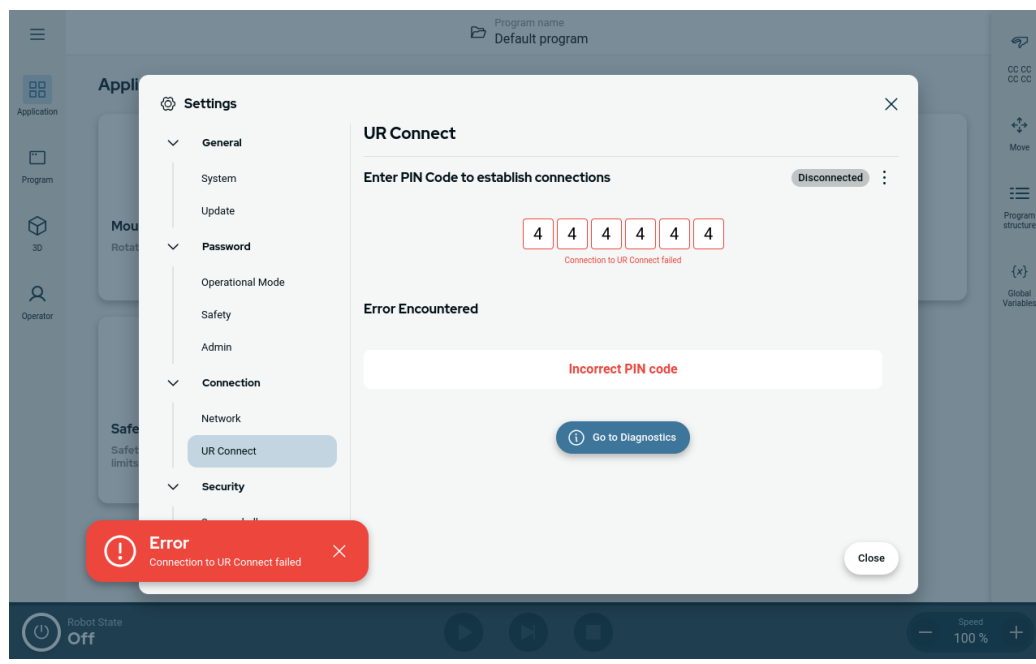 Program name
Default program
Application
Program
3D
Operator
Appli
Mou
Rotat
Safe
Safet
limits
Settings
General
System
Update
Password
Operational Mode
Safety
Admin
Connection
Network
UR Connect
Security
UR Connect
Enter PIN Code to establish connections
Disconnected
4 4 4 4 4 4
Connection to UR Connect failed
Error Encountered
Incorrect PIN code
Go to Diagnostics
Close
Error
Connection to UR Connect failed
CC CC
CC CC
Move
Program
structure
{x}
Global
Variables
Robot State
Off
Speed
100 %